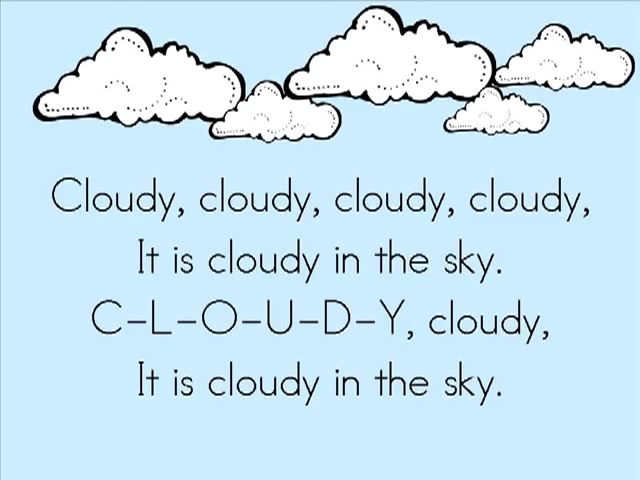 Cloudy, cloudy, cloudy, cloudy,
It is cloudy in the sky.
C-L-O-U-D-Y, cloudy,
It is cloudy in the sky.